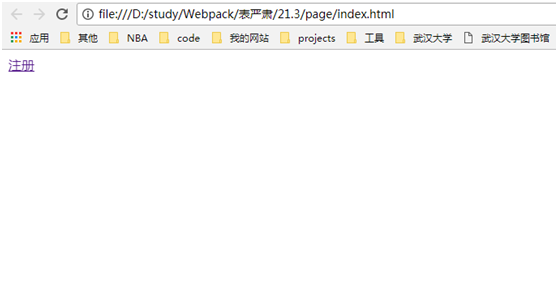 file:///D:/study/Webpack/表严肃/21.3/page/index.html
应用 其他 NBA code 我的网站 projects 工具 武汉大学 武汉大学图书馆
注册